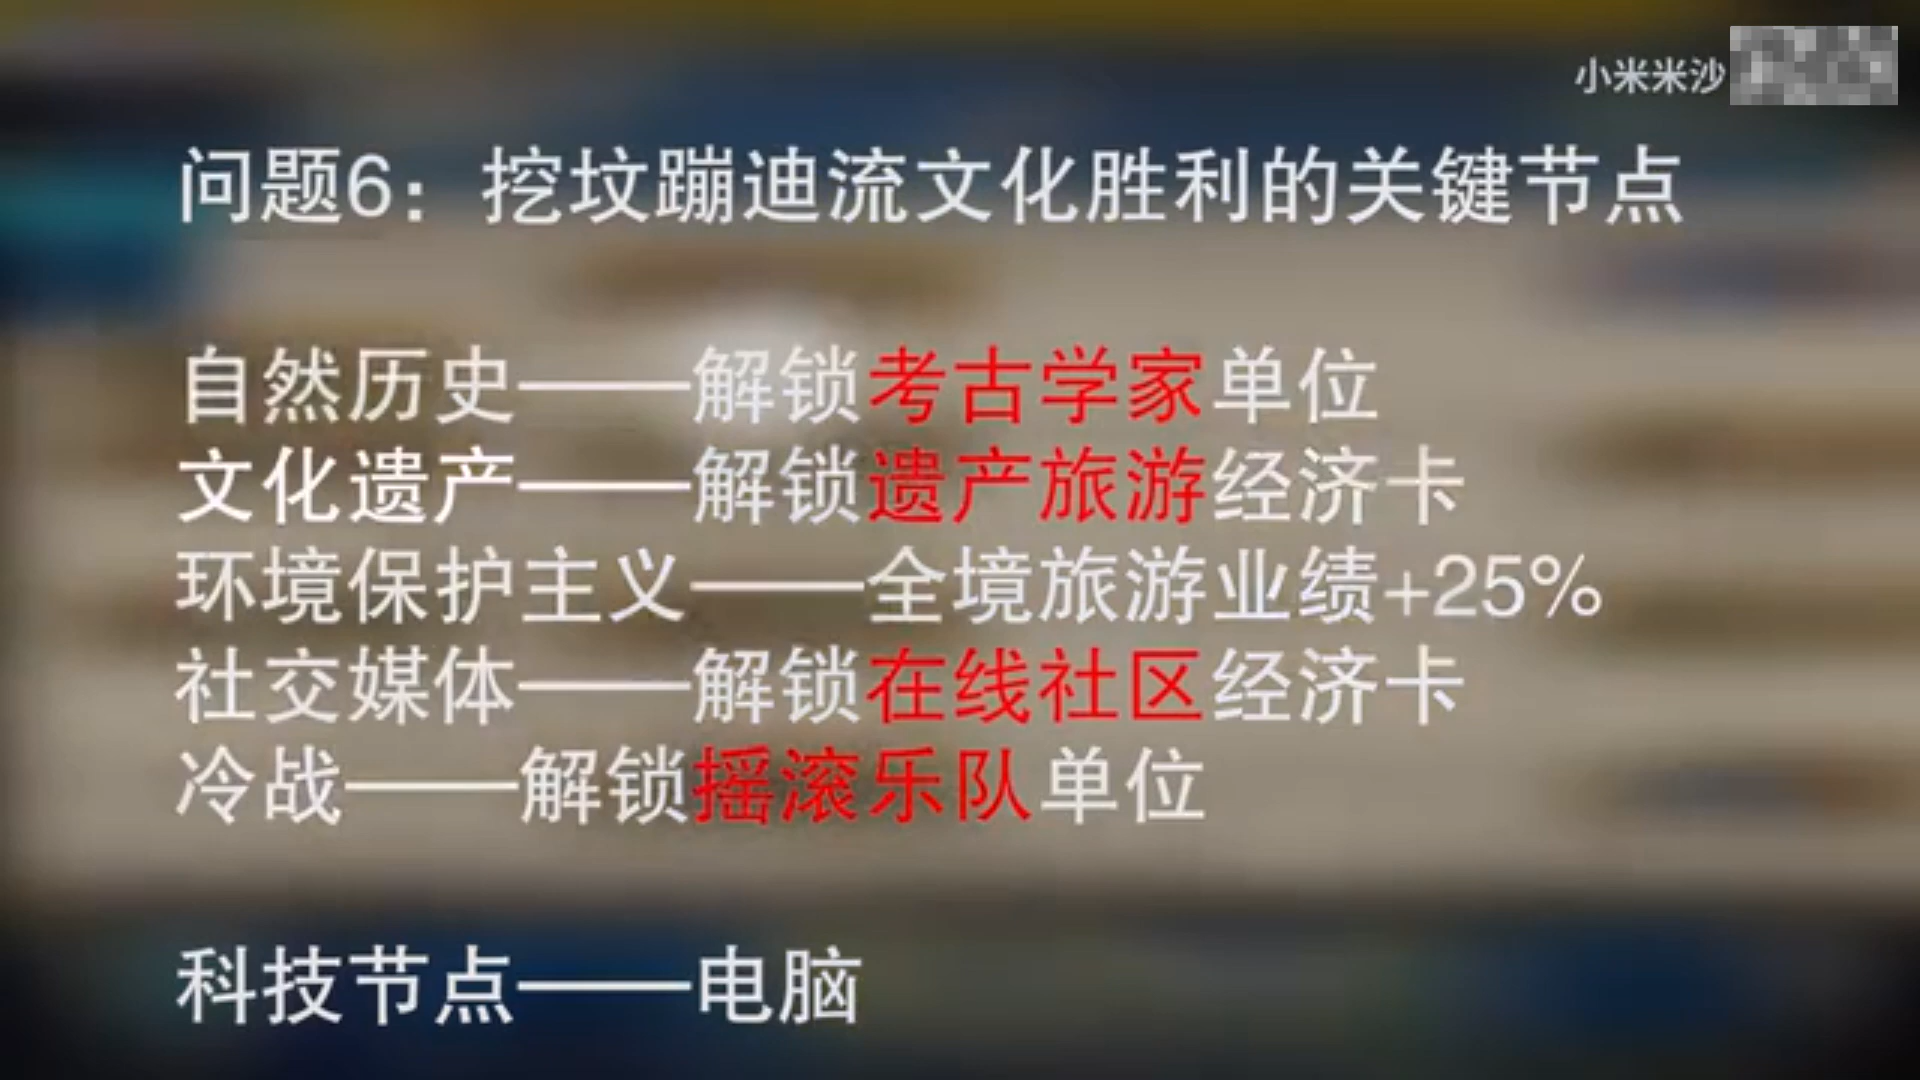 小米米沙
问题6：挖坟蹦迪流文化胜利的关键节点
自然历史——解锁考古学家单位
文化遗产——解锁遗产旅游经济卡
环境保护主义——全境旅游业绩+25%
社交媒体——解锁在线社区经济卡
冷战——解锁摇滚乐队单位
科技节点——电脑